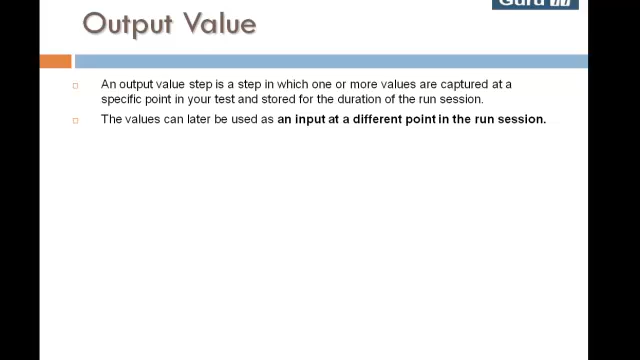 Output Value
An output value step is a step in which one or more values are captured at a
specific point in your test and stored for the duration of the run session.
The values can later be used as an input at a different point in the run session.